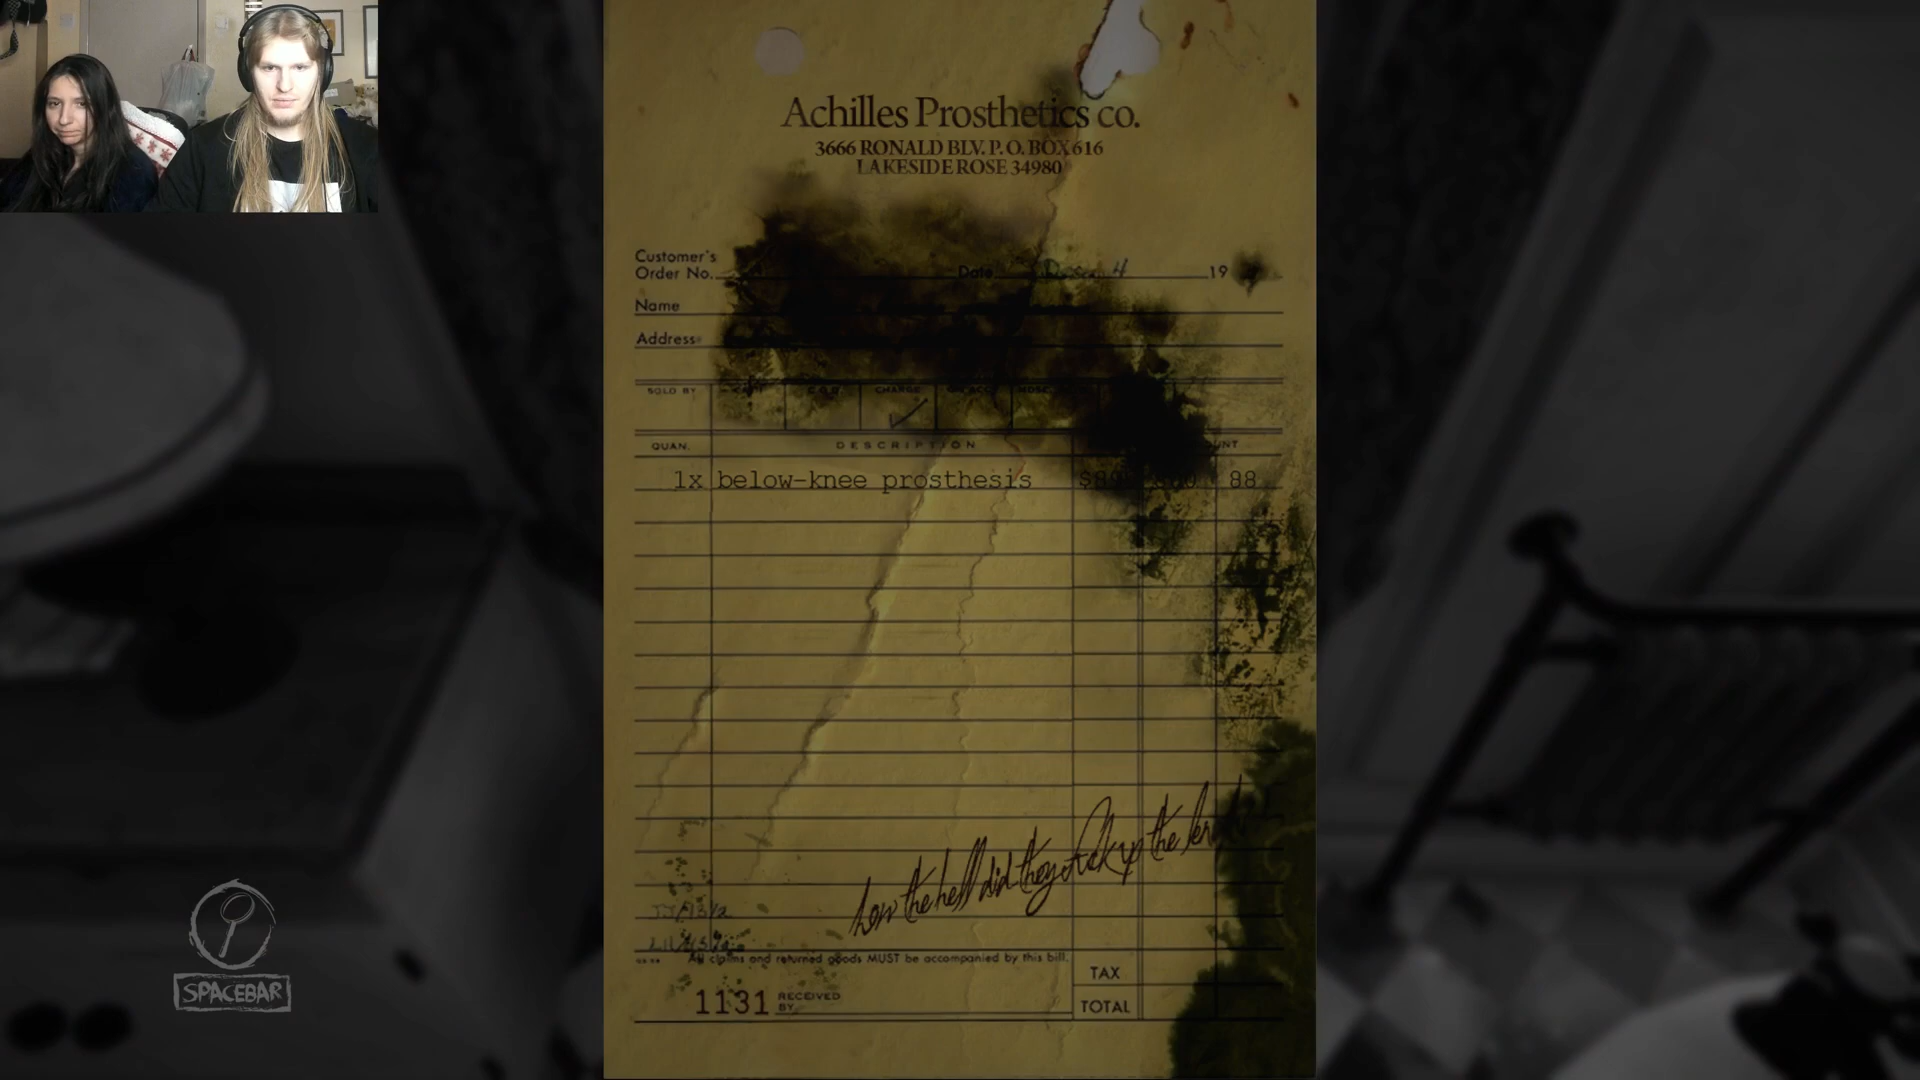 Achilles Prosthetics co.
3666 RONALD BLV. P. O. BOX 616
LAKESIDE ROSE 34980
Customer's
Order No. Date 19
Name
Address
SOLD BY CHARGE
QUAN. DESCRIPTION
1x below-knee prosthesis 88
how the hell did they fuck up the
All claims and returned goods MUST be accompanied by this bill.
TAX
1131 RECEIVED BY
TOTAL
SPACEBAR